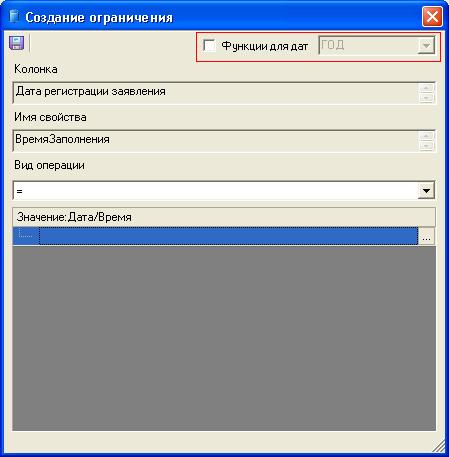 Создание ограничения
Функции для дат ГОД
Колонка
Дата регистрации заявления
Имя свойства
ВремяЗаполнения
Вид операции
=
Значение:Дата/Время
...